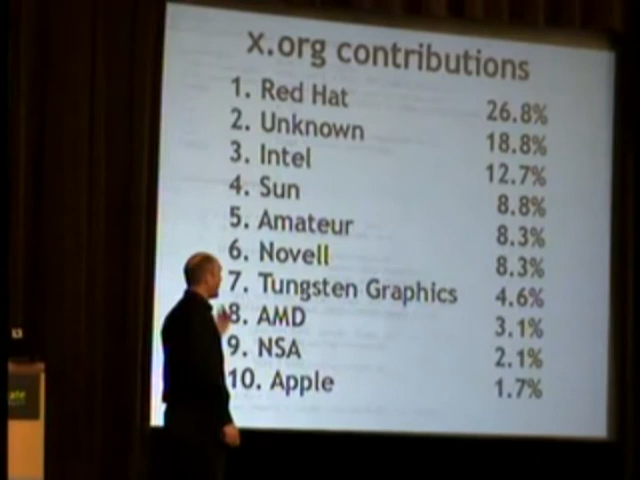 x.org contributions
1. Red Hat 26.8%
2. Unknown 18.8%
3. Intel 12.7%
4. Sun 8.8%
5. Amateur 8.3%
6. Novell 8.3%
7. Tungsten Graphics 4.6%
8. AMD 3.1%
9. NSA 2.1%
10. Apple 1.7%